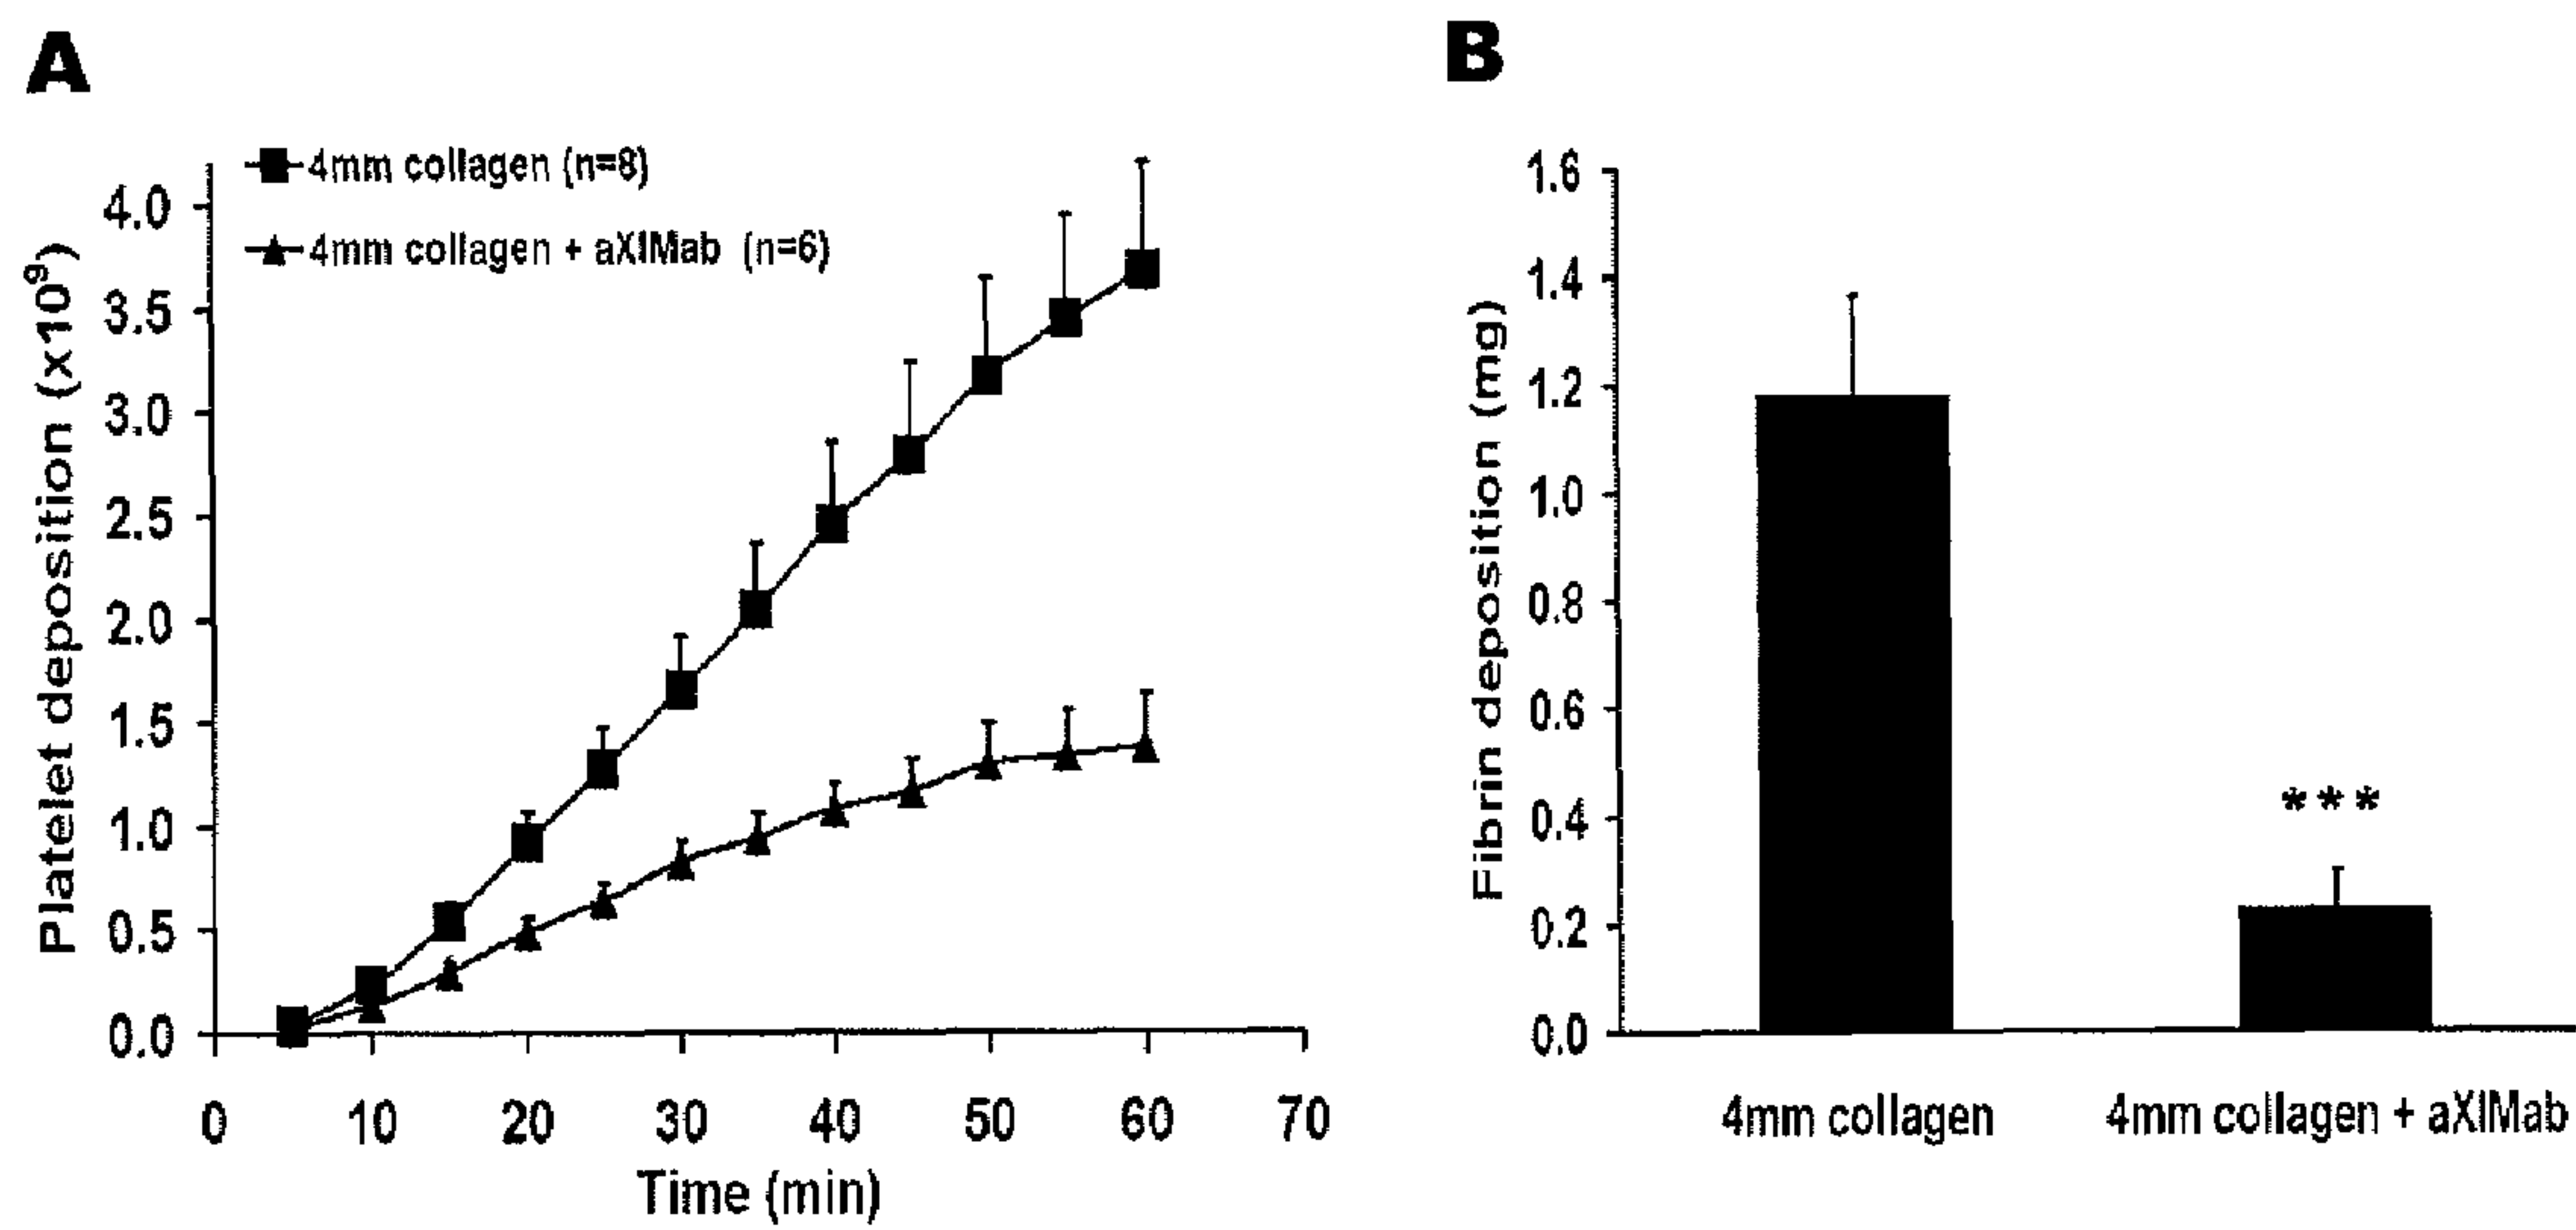 A
4mm collagen (n=8)
4mm collagen + aXIMab (n=6)
Platelet deposition (x10⁹)
4.0
3.5
3.0
2.5
2.0
1.5
1.0
0.5
0.0
0 10 20 30 40 50 60 70
Time (min)
B
Fibrin deposition (mg)
1.6
1.4
1.2
1.0
0.8
0.6
0.4
0.2
0.0
***
4mm collagen 4mm collagen + aXIMab